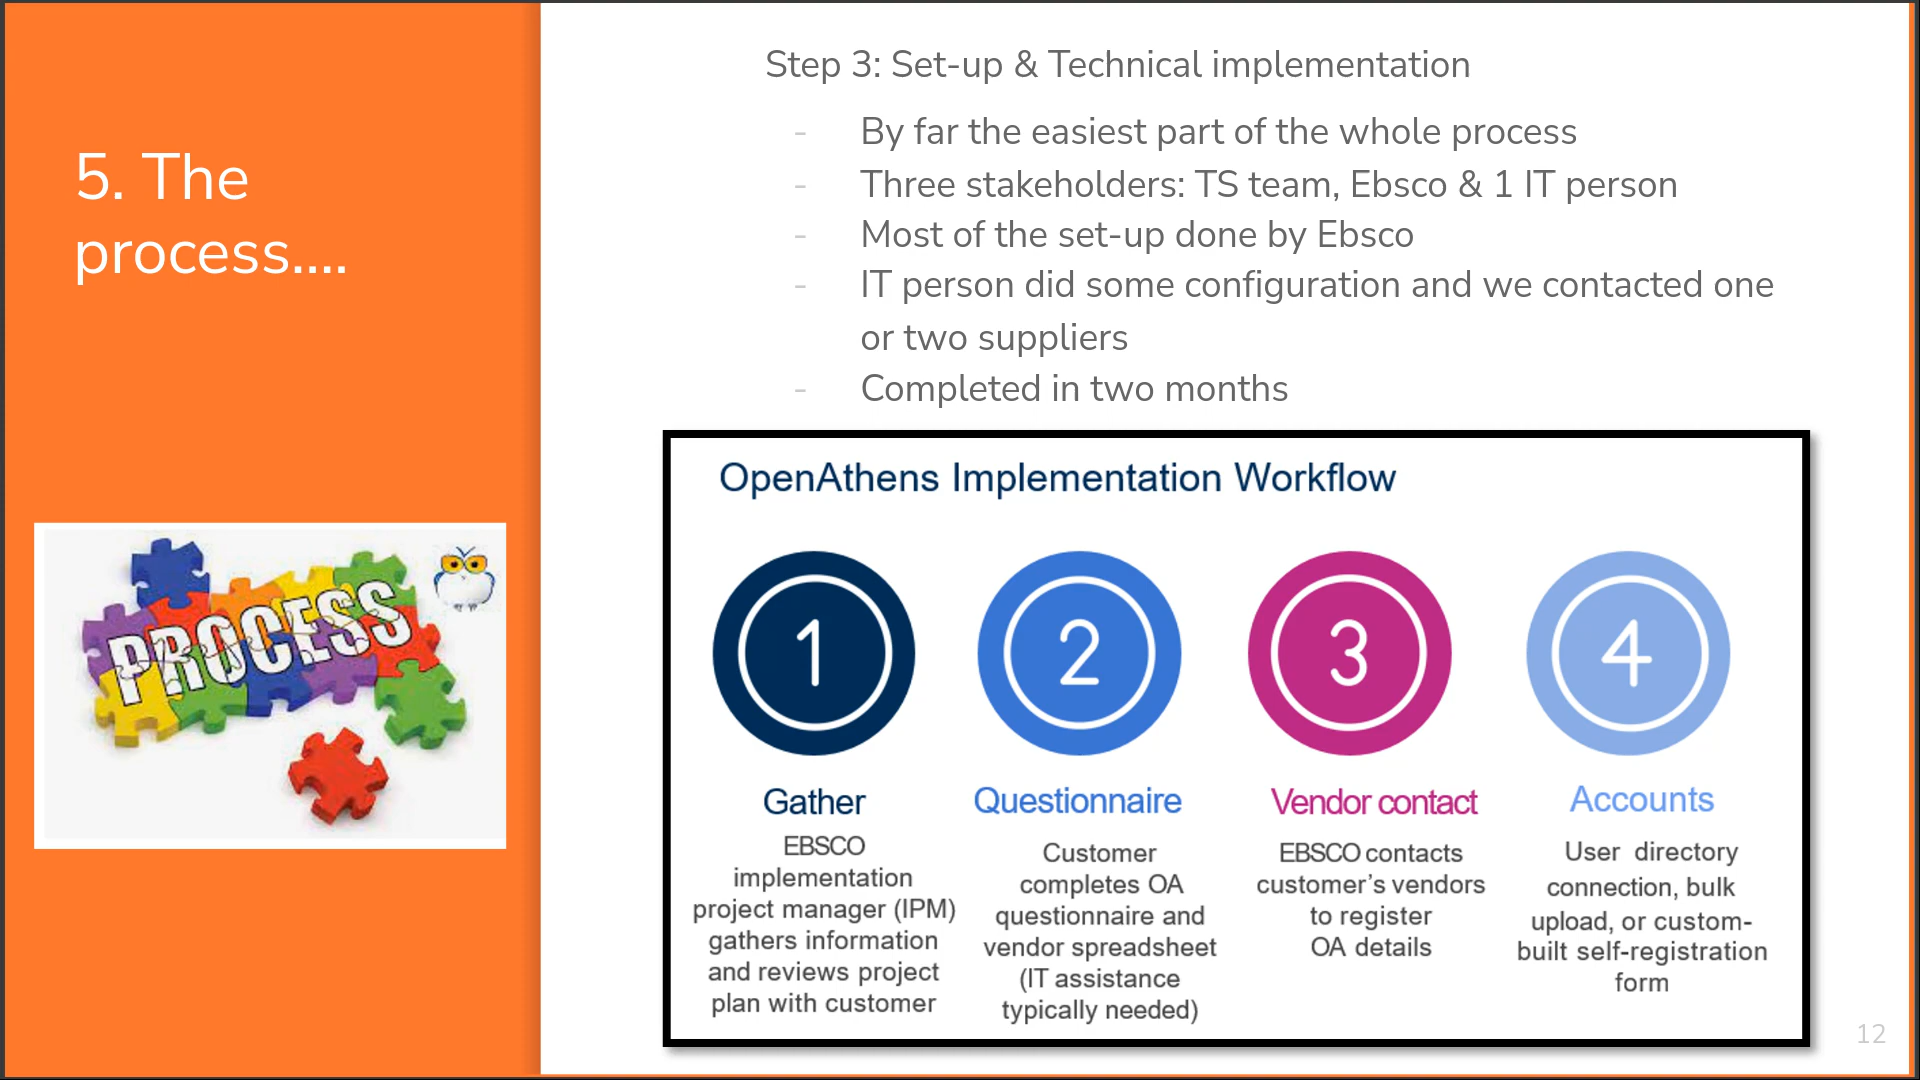 5. The
process....
PROCESS
Step 3: Set-up & Technical implementation
- By far the easiest part of the whole process
- Three stakeholders: TS team, Ebsco & 1 IT person
- Most of the set-up done by Ebsco
- IT person did some configuration and we contacted one
or two suppliers
- Completed in two months
OpenAthens Implementation Workflow
1
Gather
EBSCO
implementation
project manager (IPM)
gathers information
and reviews project
plan with customer
2
Questionnaire
Customer
completes OA
questionnaire and
vendor spreadsheet
(IT assistance
typically needed)
3
Vendor contact
EBSCO contacts
customer’s vendors
to register
OA details
4
Accounts
User directory
connection, bulk
upload, or custom-
built self-registration
form
12